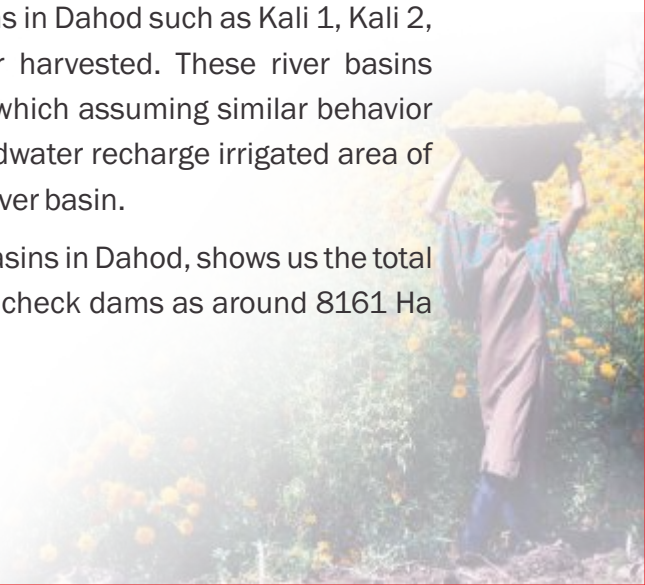 s in Dahod such as Kali 1, Kali 2,
harvested. These river basins
which assuming similar behavior
dwater recharge irrigated area of
ver basin.
asins in Dahod, shows us the total
check dams as around 8161 Ha